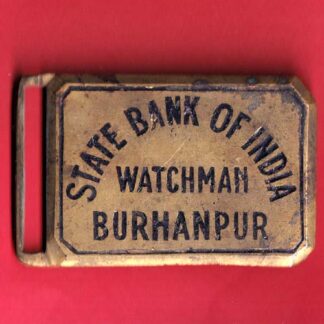 STATE BANK OF INDIA
WATCHMAN
BURHANPUR